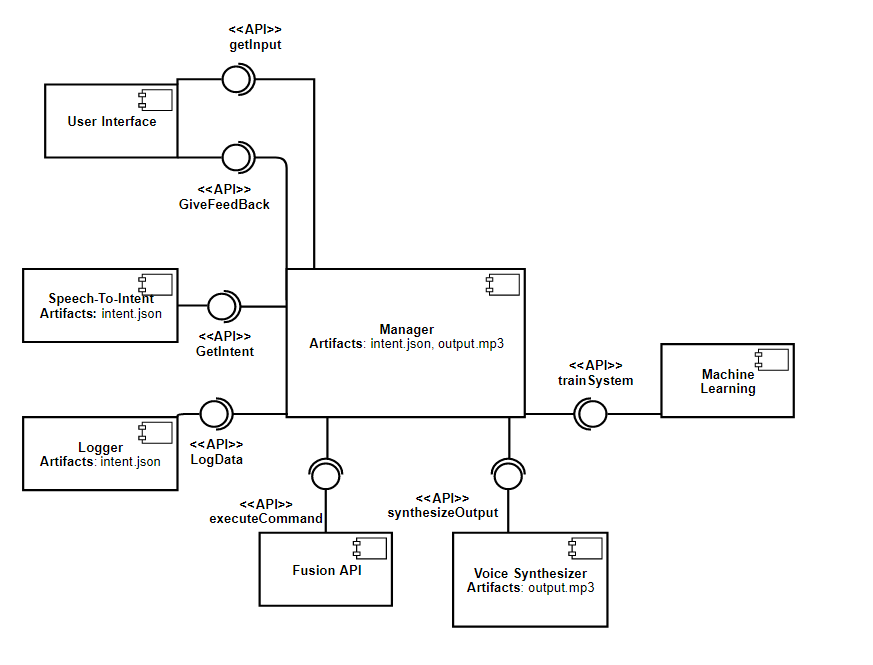 <<API>>
getInput
User Interface
<<API>>
GiveFeedBack
Speech-To-Intent
Artifacts: intent.json
<<API>>
GetIntent
Manager
Artifacts: intent.json, output.mp3
<<API>>
trainSystem
Machine
Learning
Logger
Artifacts: intent.json
<<API>>
LogData
<<API>>
executeCommand
<<API>>
synthesizeOutput
Fusion API
Voice Synthesizer
Artifacts: output.mp3